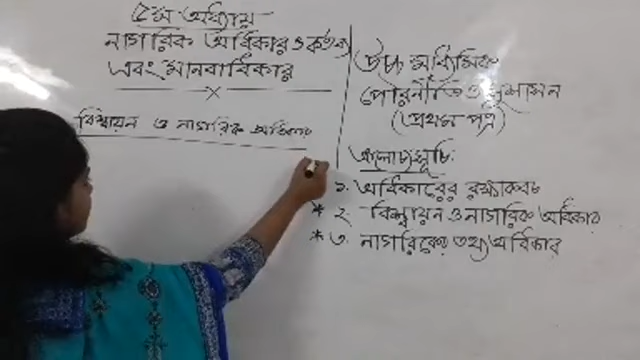 ৫ম অধ্যায়
নাগরিক অধিকার ও কর্তব্য
এবং মানবাধিকার
বিশ্বায়ন ও নাগরিক অধিকার
উচ্চ মাধ্যমিক
পৌরনীতি ও সুশাসন
(প্রথম পত্র)
আলোচ্যসূচি:
১. অধিকারের রক্ষাকবচ
* ২. বিশ্বায়ন ও নাগরিক অধিকার
* ৩. নাগরিকের তথ্য অধিকার